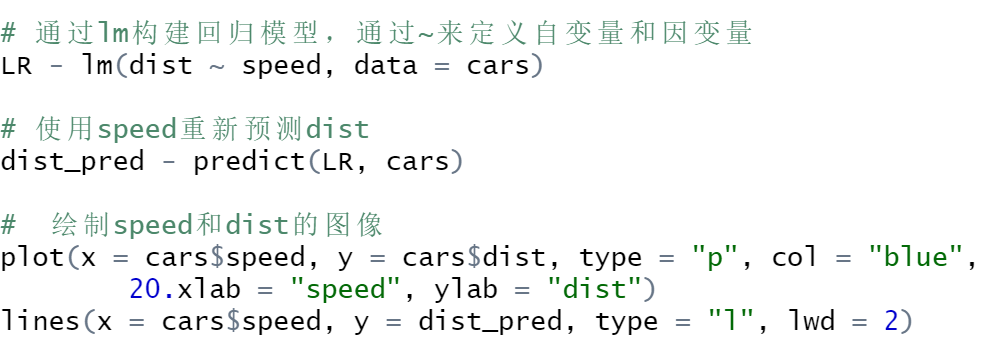 # 通过lm构建回归模型，通过~来定义自变量和因变量
LR - lm(dist ~ speed, data = cars)
# 使用speed重新预测dist
dist_pred - predict(LR, cars)
#  绘制speed和dist的图像
plot(x = cars$speed, y = cars$dist, type = "p", col = "blue",
20.xlab = "speed", ylab = "dist")
lines(x = cars$speed, y = dist_pred, type = "l", lwd = 2)